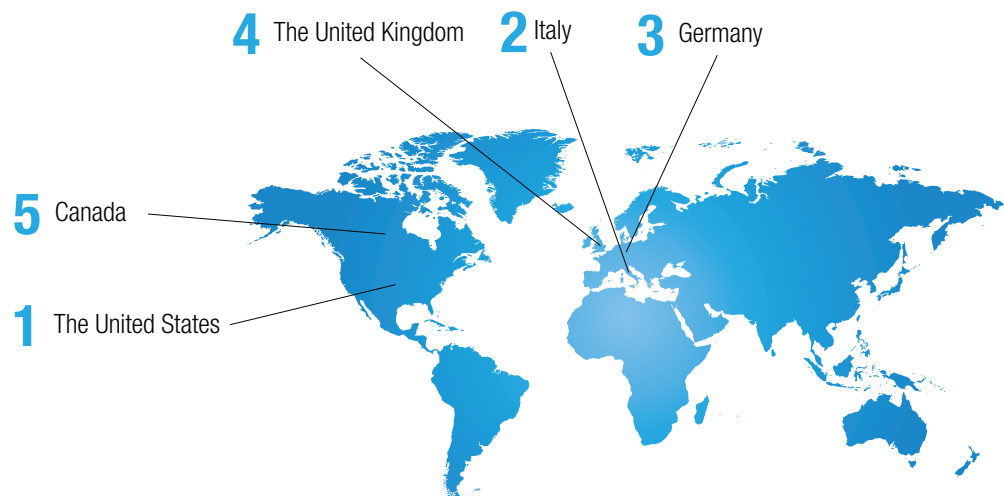 4 The United Kingdom
2 Italy
3 Germany
5 Canada
1 The United States